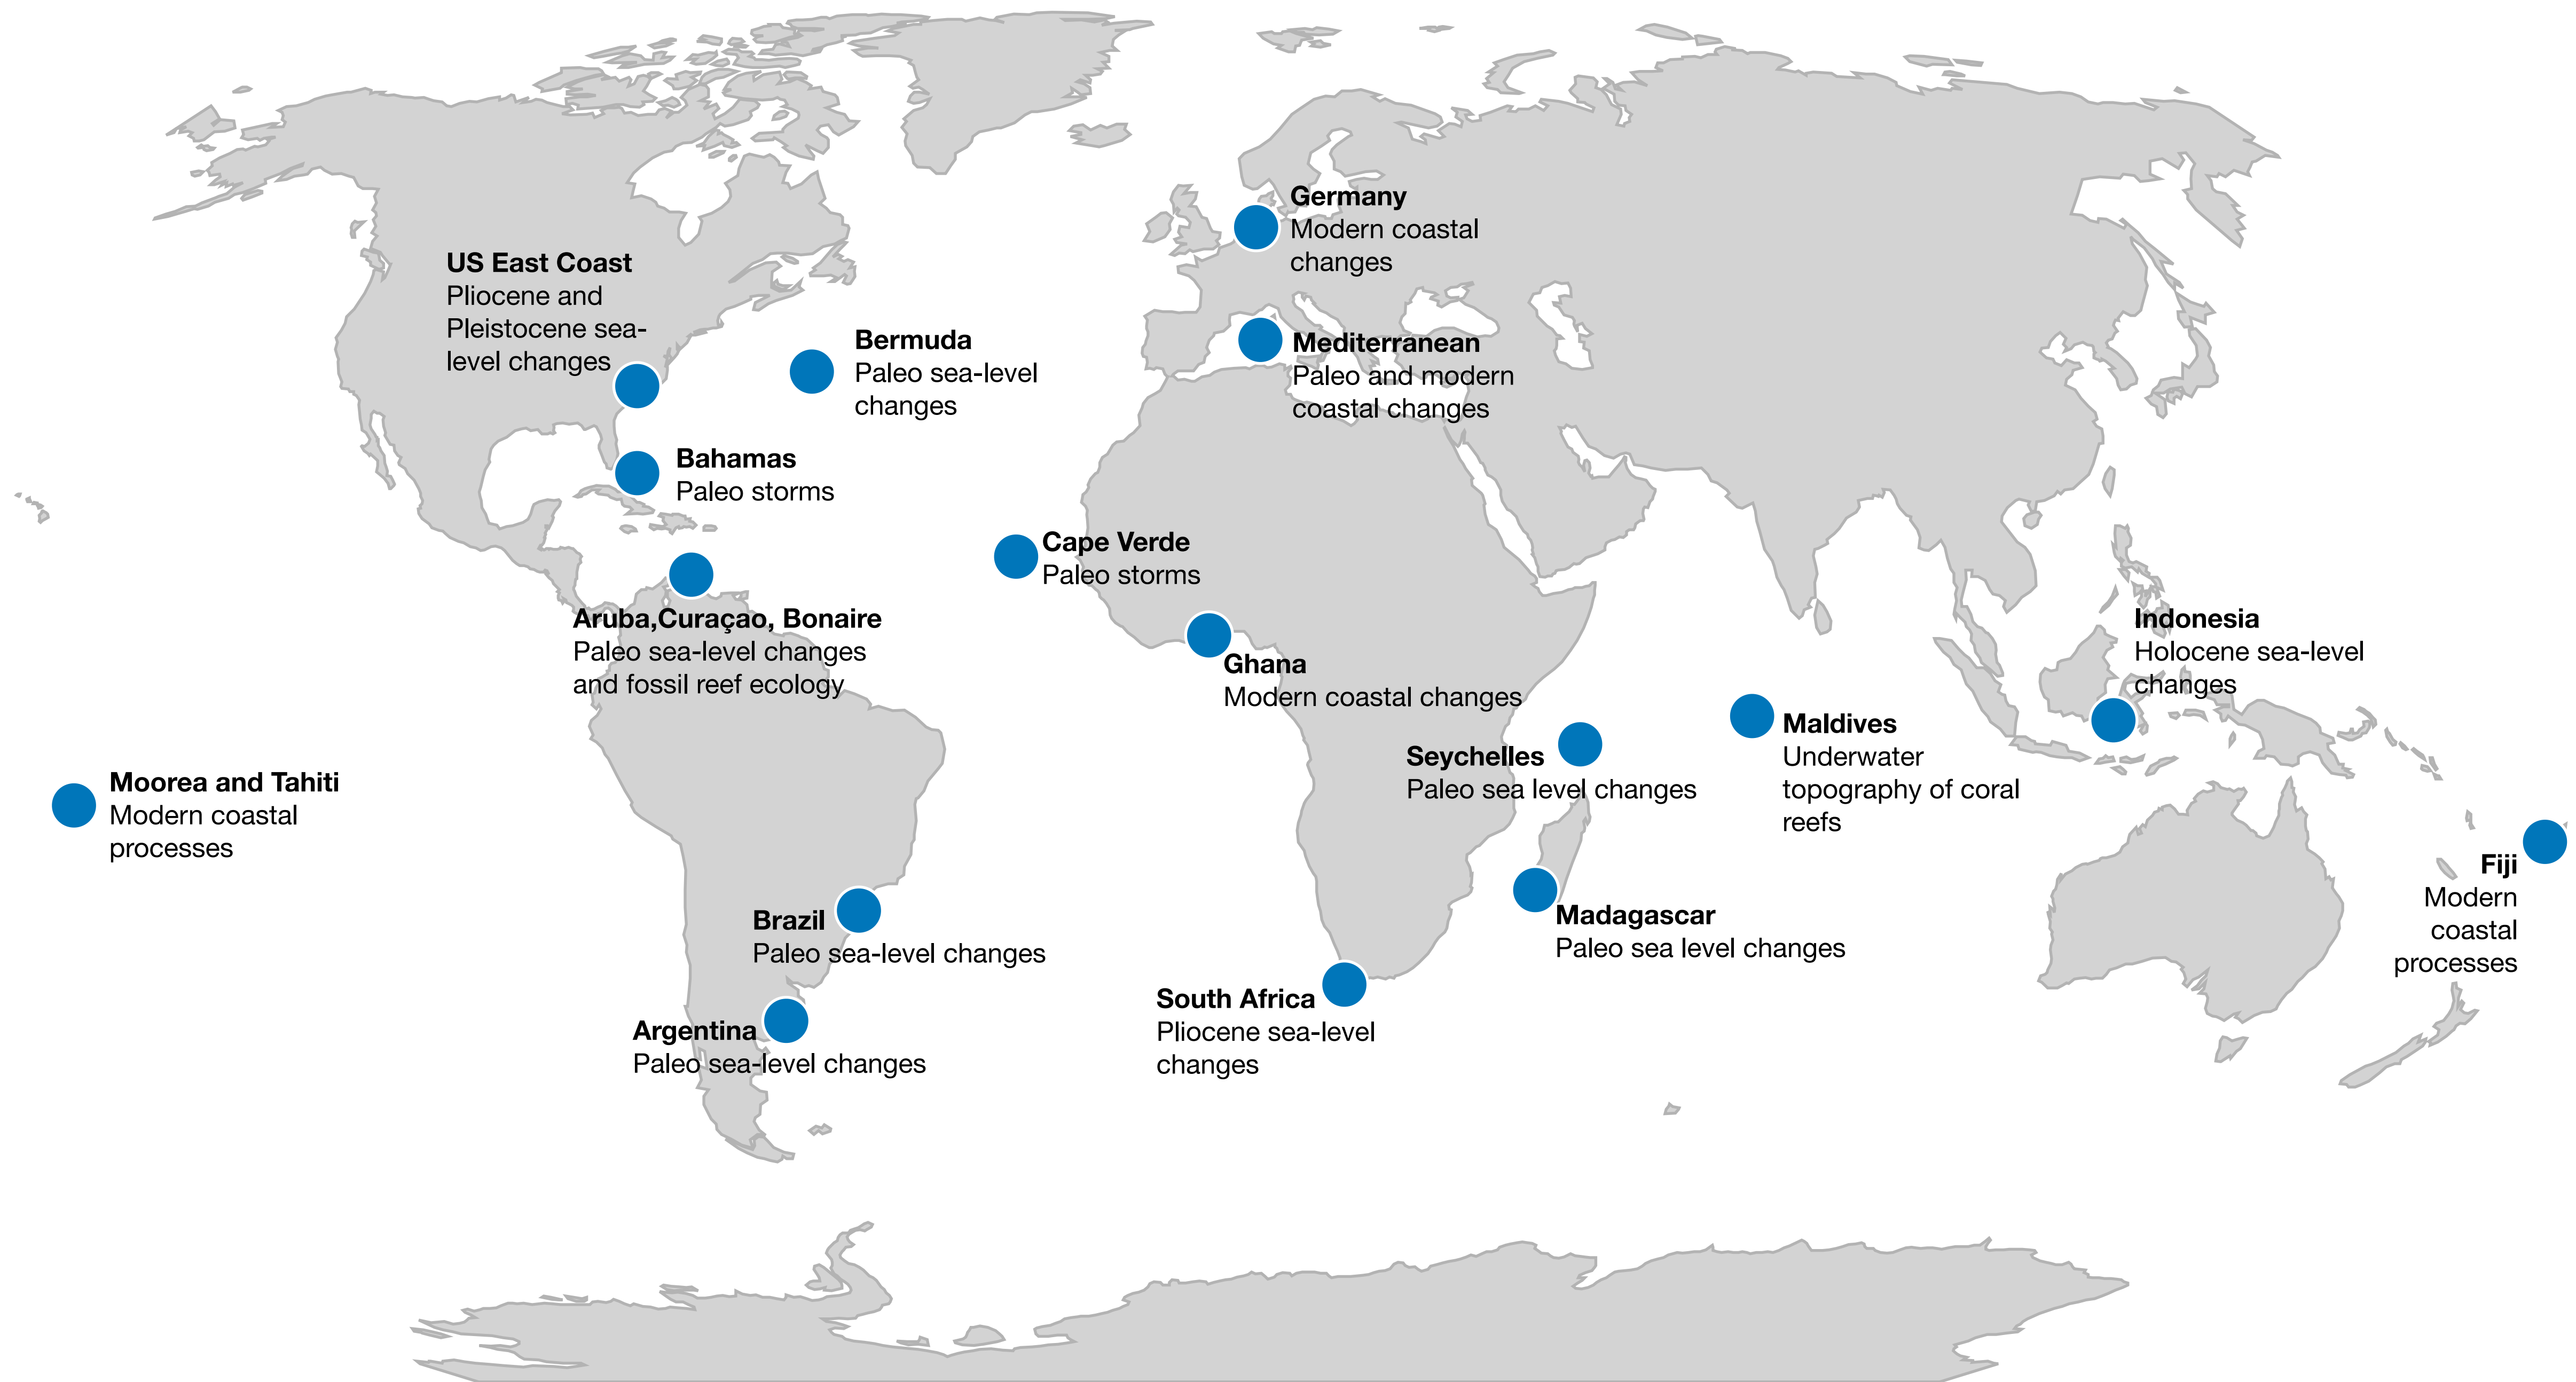 Germany
Modern coastal
changes
US East Coast
Pliocene and
Pleistocene sea-
level changes
Bermuda
Paleo sea-level
changes
Mediterranean
Paleo and modern
coastal changes
Bahamas
Paleo storms
Cape Verde
Paleo storms
Aruba,Curaçao, Bonaire
Paleo sea-level changes
and fossil reef ecology
Ghana
Modern coastal changes
Indonesia
Holocene sea-level
changes
Maldives
Underwater
topography of coral
reefs
Seychelles
Paleo sea level changes
Moorea and Tahiti
Modern coastal
processes
Fiji
Modern
coastal
processes
Brazil
Paleo sea-level changes
Madagascar
Paleo sea level changes
South Africa
Pliocene sea-level
changes
Argentina
Paleo sea-level changes